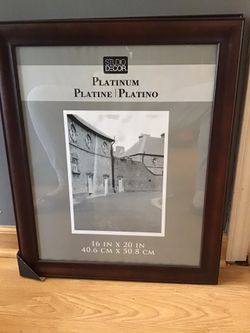 STUDIO
DECOR
PLATINUM
PLATINE | PLATINO
16 IN X 20 IN
40.6 CM X 50.8 CM